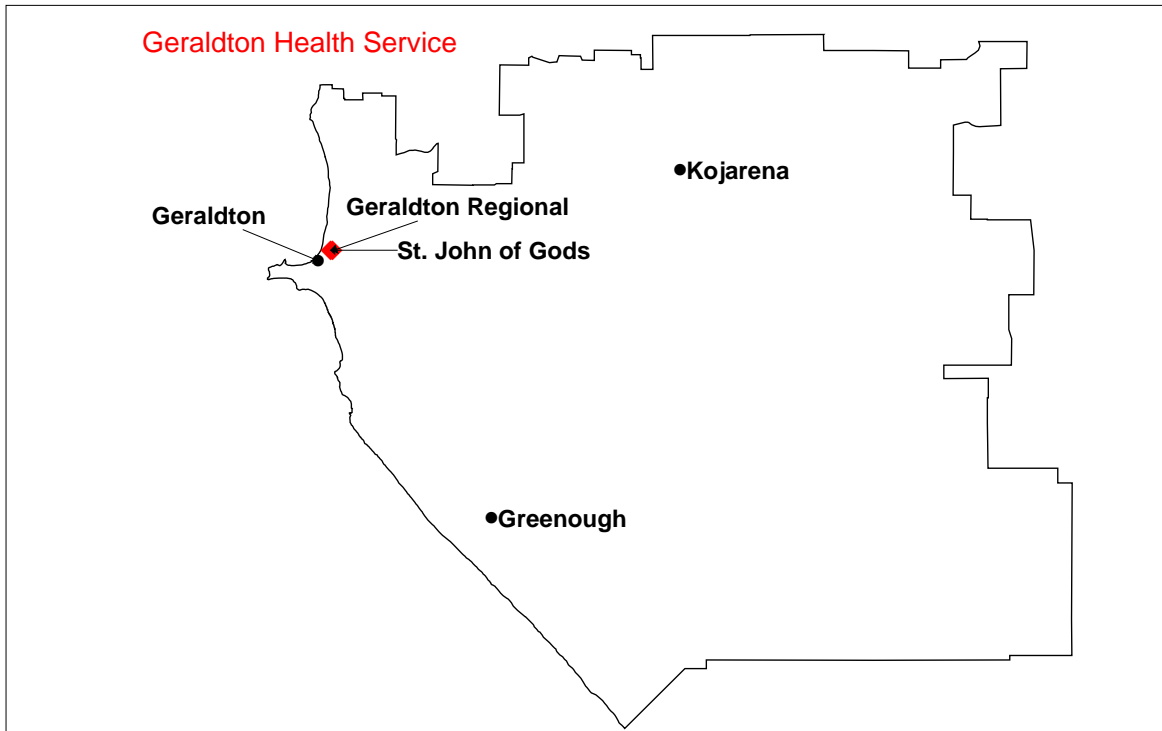 Geraldton Health Service
Kojarena
Geraldton Regional
Geraldton
St. John of Gods
Greenough